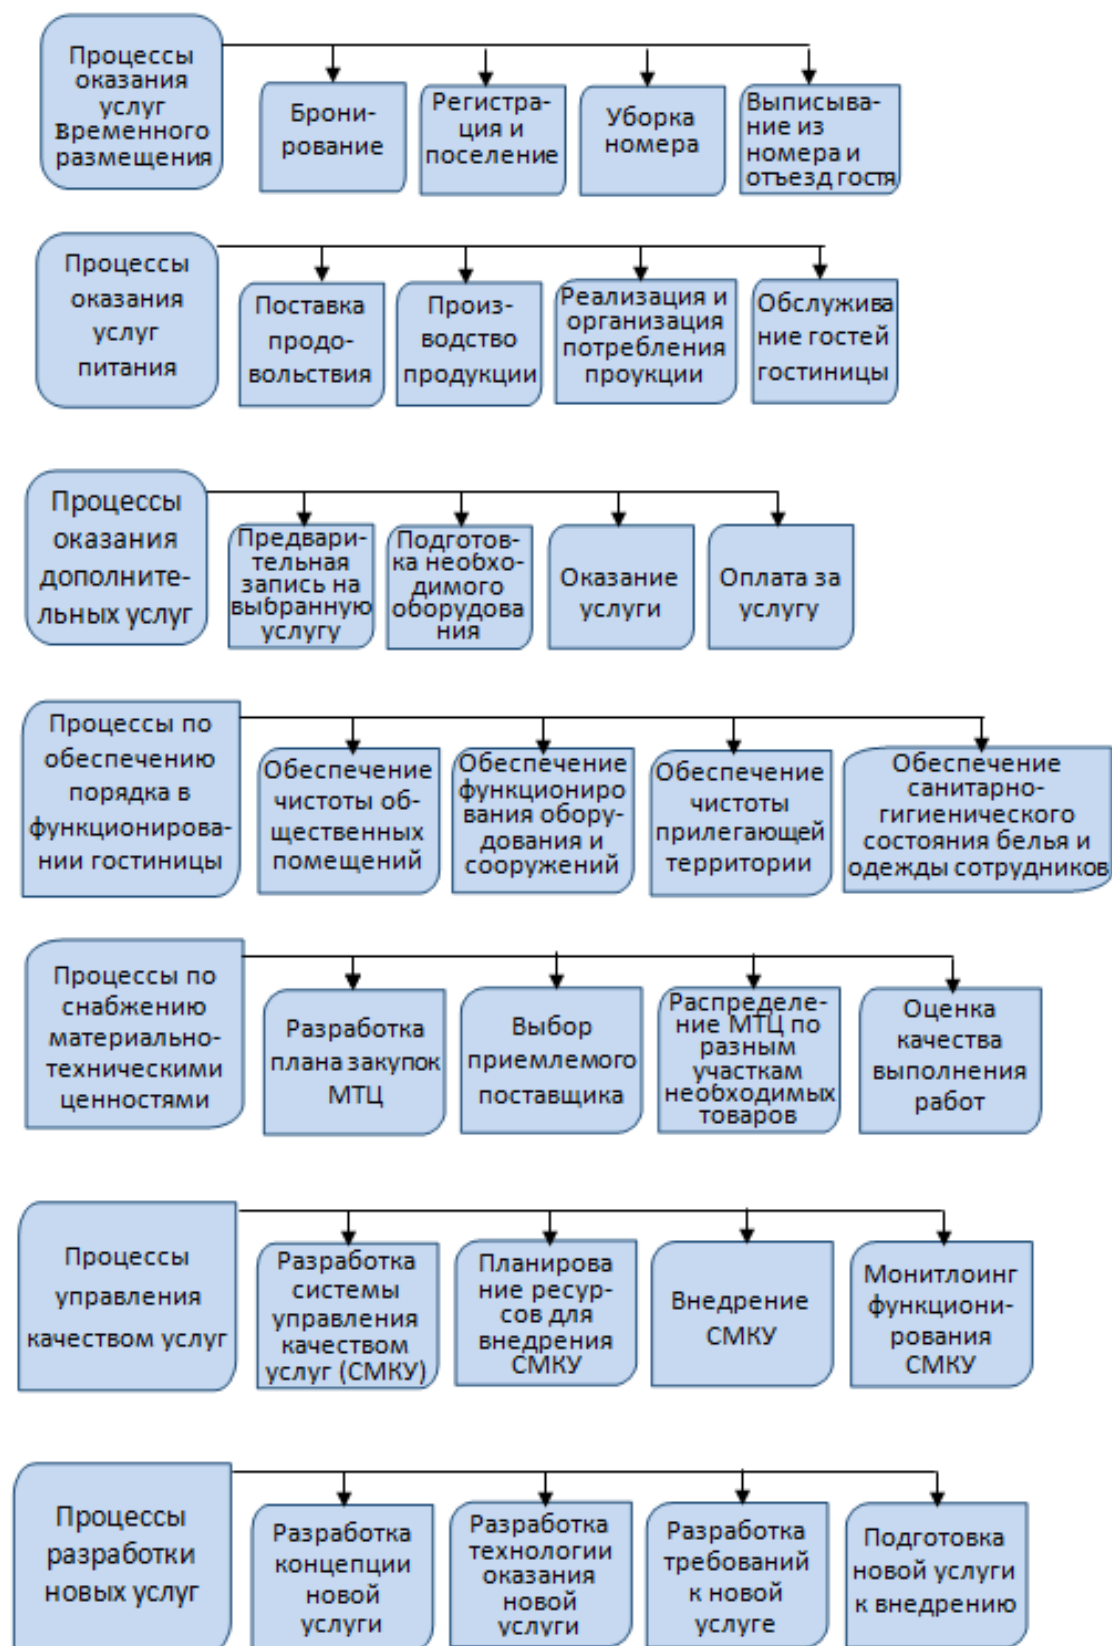 Процессы
оказания
услуг
Временного
размещения
Брони-
рование
Регистра-
ция и
поселение
Уборка
номера
Выписыва-
ние из
номера и
отъезд гостя
Процессы
оказания
услуг
питания
Поставка
продо-
вольствия
Произ-
водство
продукции
Реализация и
организация
потребления
проукции
Обслужива
ние гостей
гостиницы
Процессы
оказания
дополните-
льных услуг
Предвари-
тельная
запись на
выбранную
услугу
Подготов-
ка необхо-
димого
оборудова
ния
Оказание
услуги
Оплата за
услугу
Процессы по
обеспечению
порядка в
функционирова-
нии гостиницы
Обеспечение
чистоты об-
щественных
помещений
Обеспечение
функциониро
вания обору-
дования и
сооружений
Обеспечение
чистоты
прилегающей
территории
Обеспечение
санитарно-
гигиенического
состояния белья и
одежды сотрудников
Процессы по
снабжению
материально-
техническими
ценностями
Разработка
плана закупок
МТЦ
Выбор
приемлемого
поставщика
Распределе-
ние МТЦ по
разным
участкам
необходимых
товаров
Оценка
качества
выполнения
работ
Процессы
управления
качеством услуг
Разработка
системы
управления
качеством
услуг (СМКУ)
Планирова
ние ресур-
сов для
внедрения
СМКУ
Внедрение
СМКУ
Монитлоинг
функциони-
рования
СМКУ
Процессы
разработки
новых услуг
Разработка
концепции
новой
услуги
Разработка
технологии
оказания
новой
услуги
Разработка
требований
к новой
услуге
Подготовка
новой услуги
к внедрению